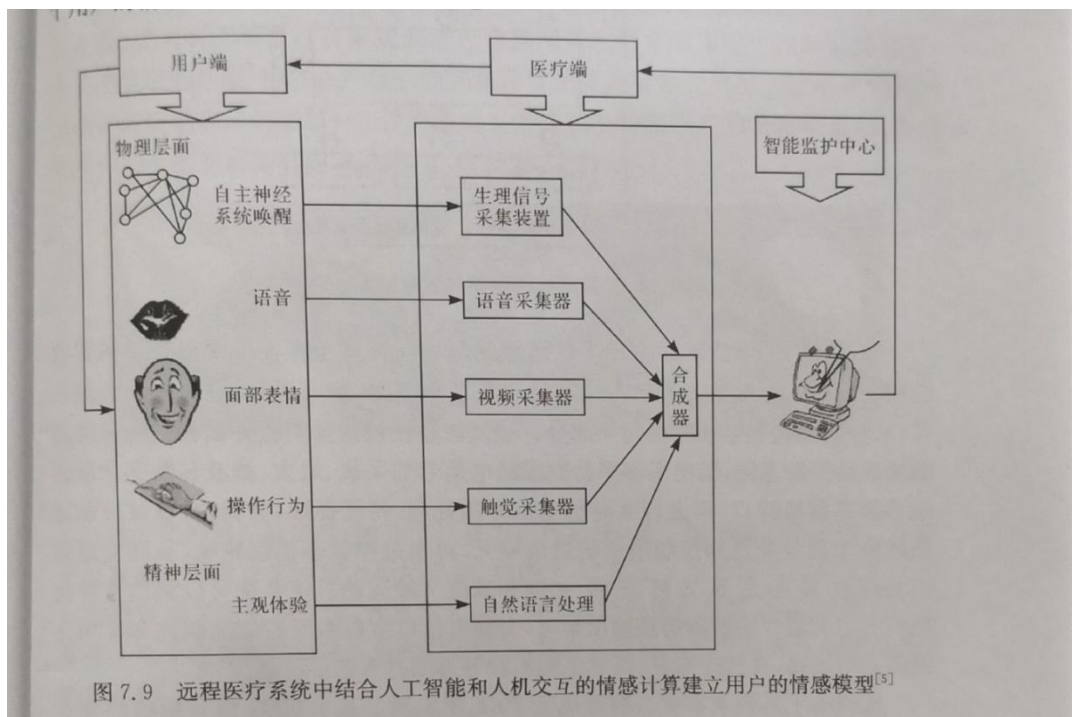 用户端
医疗端
智能监护中心
物理层面
自主神经
系统唤醒
生理信号
采集装置
语音
语音采集器
面部表情
视频采集器
合
成
器
操作行为
触觉采集器
精神层面
主观体验
自然语言处理
图 7.9 远程医疗系统中结合人工智能和人机交互的情感计算建立用户的情感模型[5]